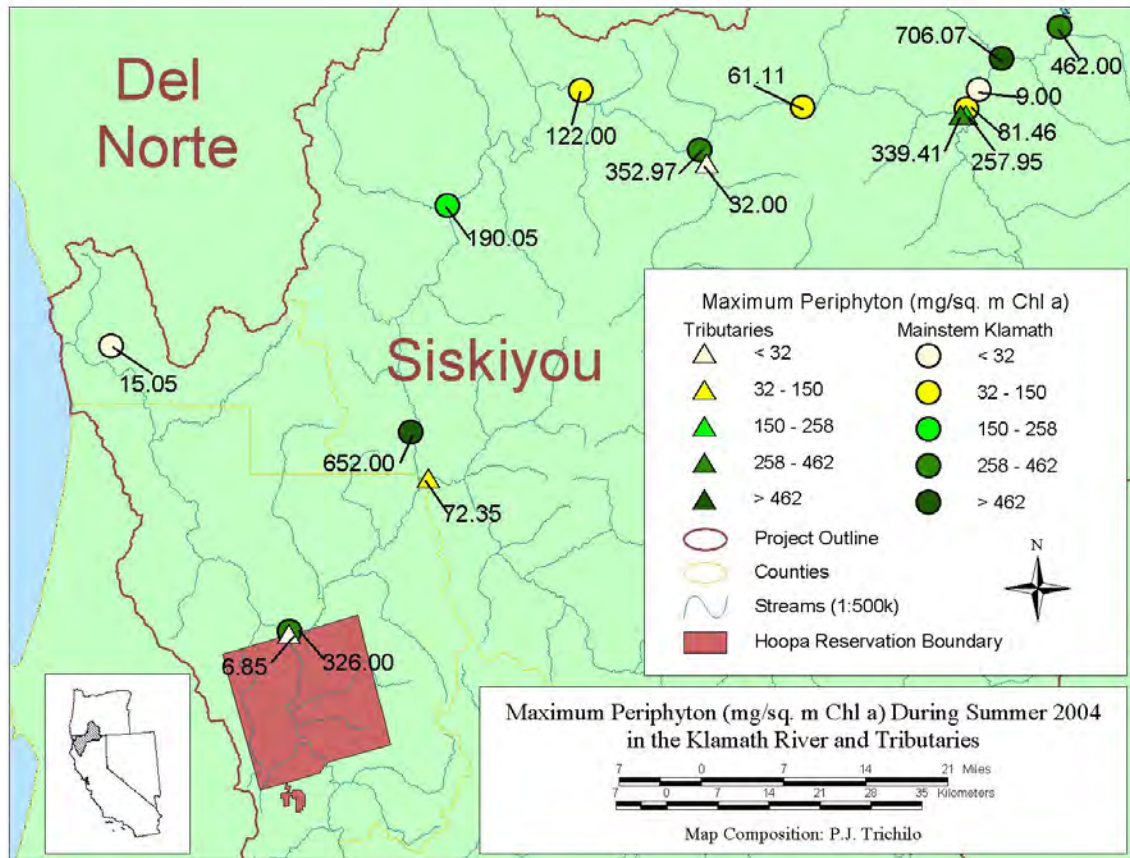 Del
Norte
Siskiyou
706.07
462.00
61.11
9.00
122.00
81.46
339.41
257.95
352.97
32.00
190.05
15.05
652.00
72.35
6.85
326.00
Maximum Periphyton (mg/sq. m Chl a)
Tributaries
Mainstem Klamath
< 32
< 32
32 - 150
32 - 150
150 - 258
150 - 258
258 - 462
258 - 462
> 462
> 462
Project Outline
Counties
Streams (1:500k)
Hoopa Reservation Boundary
N
Maximum Periphyton (mg/sq. m Chl a) During Summer 2004
in the Klamath River and Tributaries
7 0 7 14 21 Miles
7 0 7 14 21 28 35 Kilometers
Map Composition: P.J. Trichilo